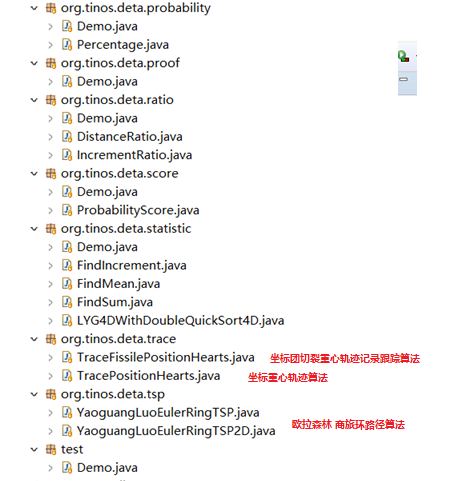 org.tinos.deta.probability
Demo.java
Percentage.java
org.tinos.deta.proof
Demo.java
org.tinos.deta.ratio
Demo.java
DistanceRatio.java
IncrementRatio.java
org.tinos.deta.score
Demo.java
ProbabilityScore.java
org.tinos.deta.statistic
Demo.java
FindIncrement.java
FindMean.java
FindSum.java
LYG4DWithDoubleQuickSort4D.java
org.tinos.deta.trace
TraceFissilePositionHearts.java 坐标团切裂重心轨迹记录跟踪算法
TracePositionHearts.java 坐标重心轨迹算法
org.tinos.deta.tsp
YaoguangLuoEulerRingTSP.java
欧拉森林 商旅环路径算法
YaoguangLuoEulerRingTSP2D.java
test
Demo.java